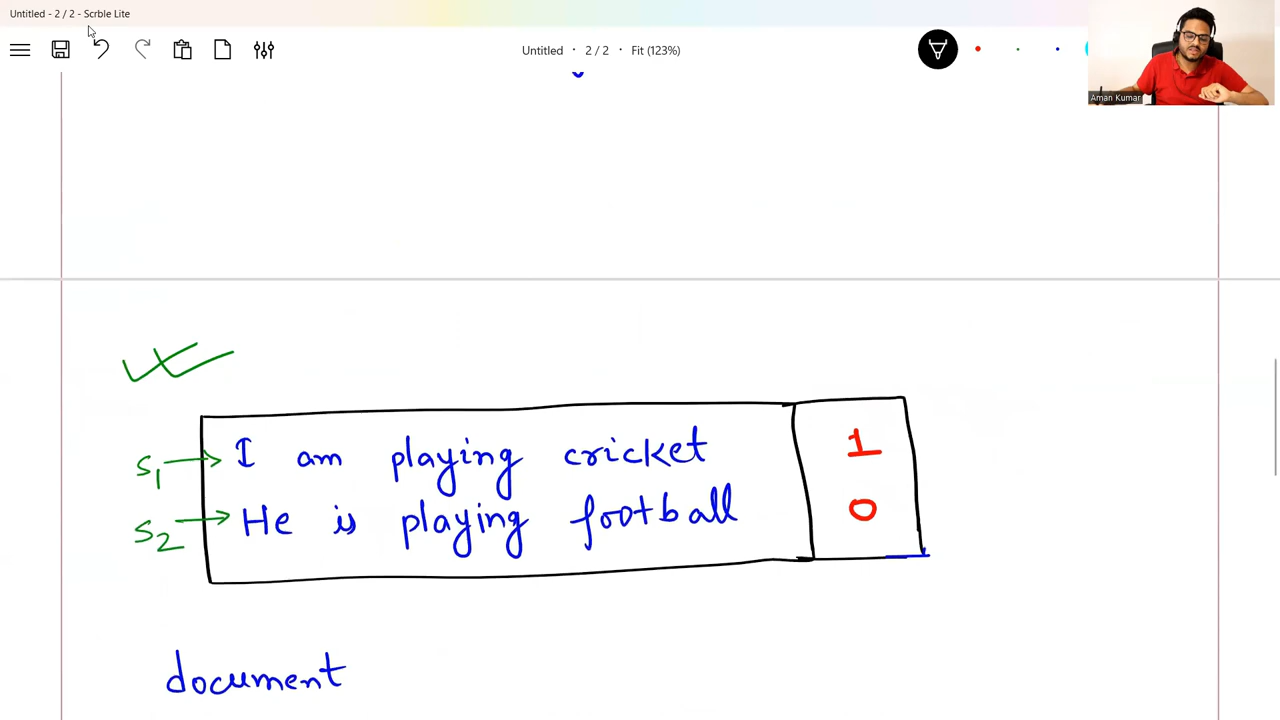 Untitled - 2 / 2 - Scrble Lite
Untitled • 2 / 2 • Fit (123%)
Aman Kumar
S1 → I am playing cricket 1
S2 → He is playing football 0
document